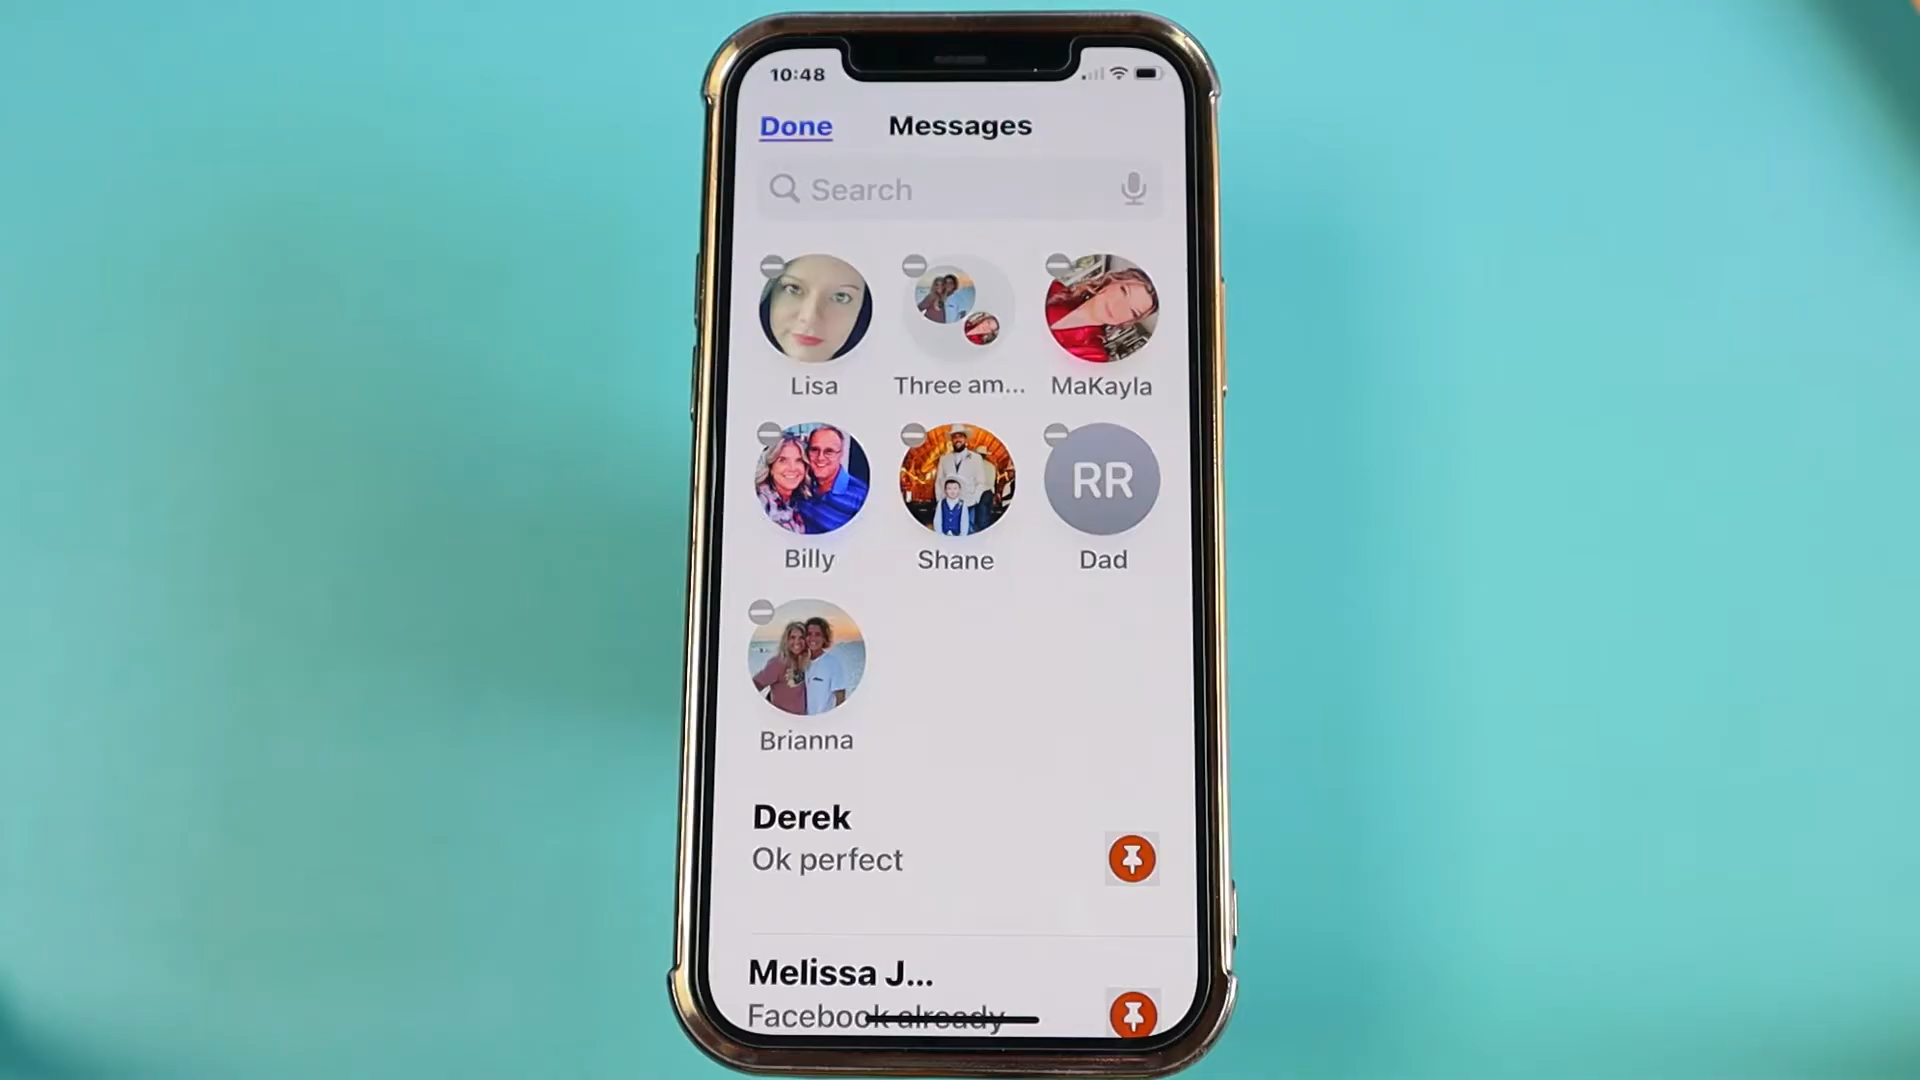 10:48
Done
Messages
Search
Lisa
Three am...
MaKayla
RR
Billy
Shane
Dad
Brianna
Derek
Ok perfect
Melissa J...
Facebook already